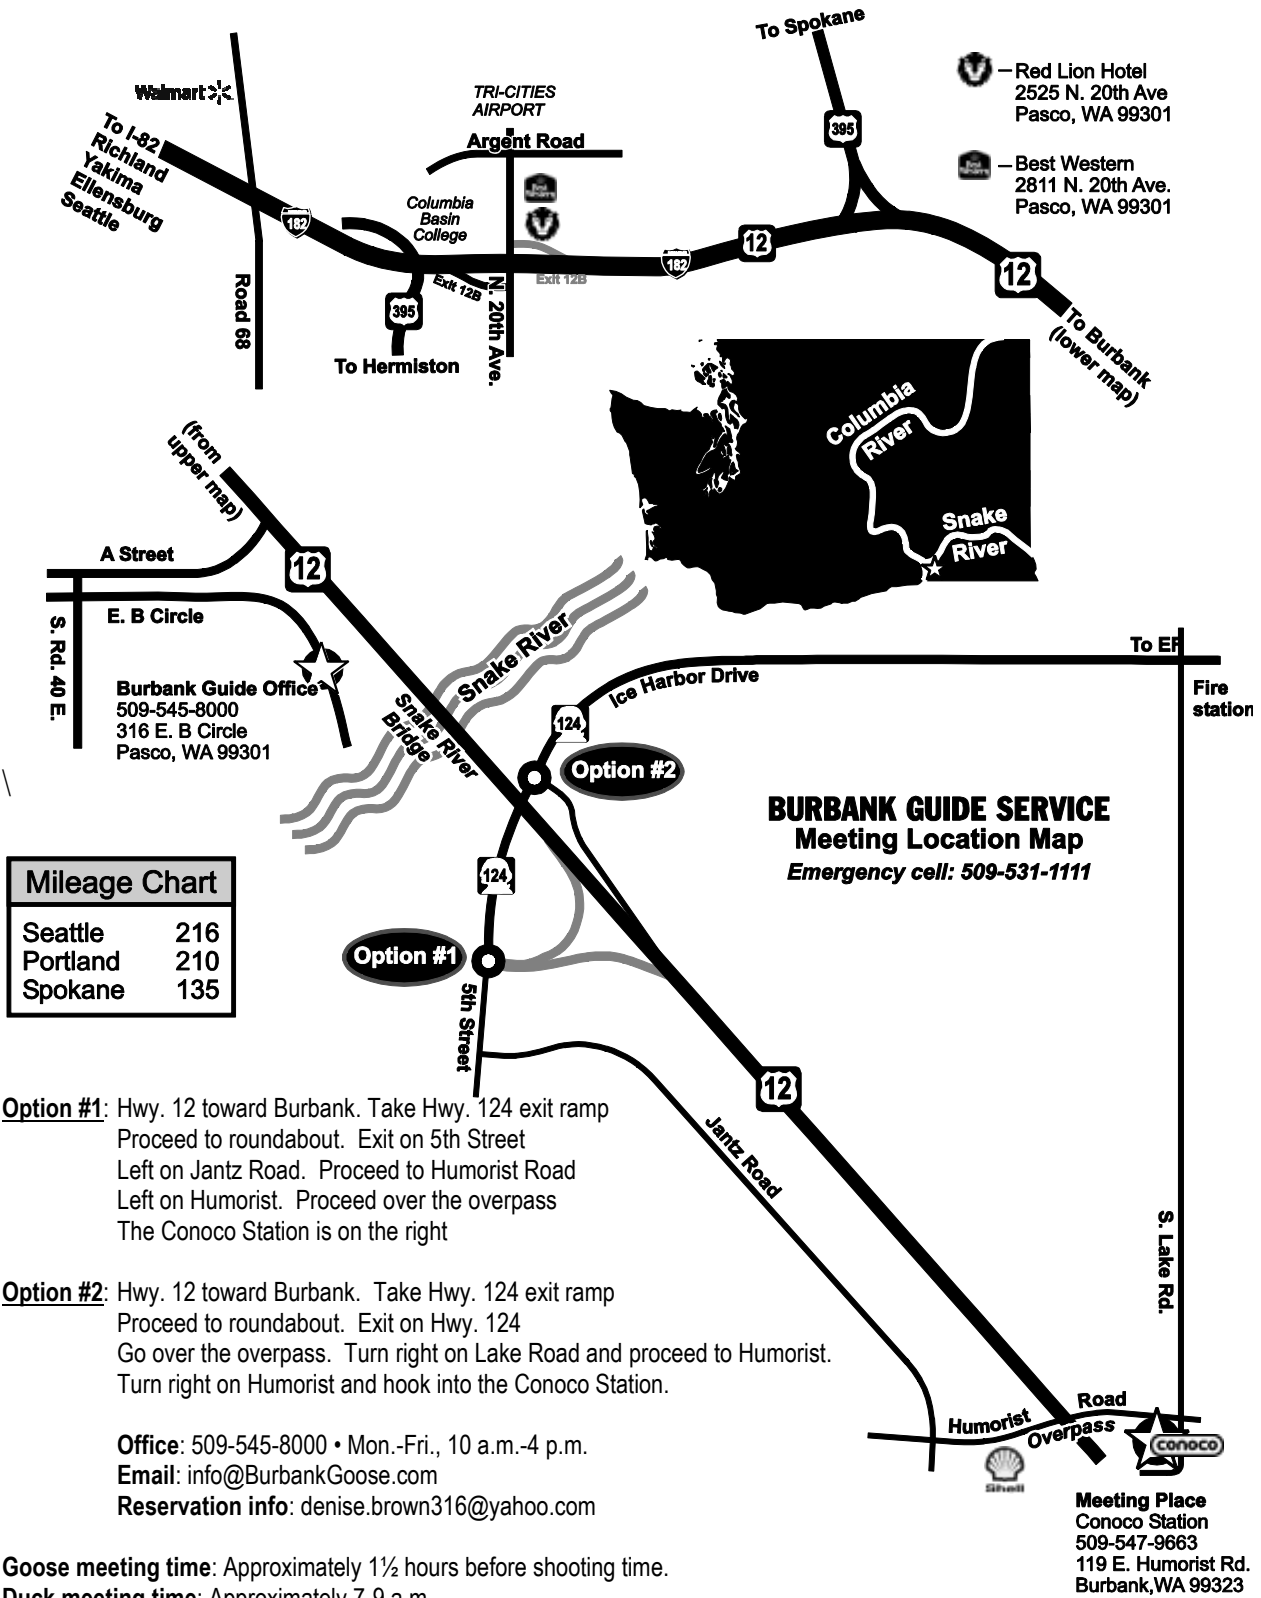 To Spokane
Red Lion Hotel
2525 N. 20th Ave
Pasco, WA 99301
Best Western
2811 N. 20th Ave.
Pasco, WA 99301
Walmart
TRI-CITIES
AIRPORT
Argent Road
395
To I-82
Richland
Yakima
Ellensburg
Seattle
182
Columbia
Basin
College
Best
Western
12
182
12
Exit 12B
Exit 12B
N. 20th Ave.
Road 68
395
To Hermiston
To Burbank
(lower map)
Columbia
River
Snake
River
(from
upper map)
A Street
12
E. B Circle
S. Rd. 40 E.
Burbank Guide Office
509-545-8000
316 E. B Circle
Pasco, WA 99301
Snake River
Snake River
Bridge
To EF
Ice Harbor Drive
Fire
station
124
Option #2
\
BURBANK GUIDE SERVICE
Meeting Location Map
Emergency cell: 509-531-1111
Mileage Chart
Seattle 216
Portland 210
Spokane 135
124
Option #1
5th Street
12
Jantz Road
S. Lake Rd.
Option #1: Hwy. 12 toward Burbank. Take Hwy. 124 exit ramp
Proceed to roundabout. Exit on 5th Street
Left on Jantz Road. Proceed to Humorist Road
Left on Humorist. Proceed over the overpass
The Conoco Station is on the right
Option #2: Hwy. 12 toward Burbank. Take Hwy. 124 exit ramp
Proceed to roundabout. Exit on Hwy. 124
Go over the overpass. Turn right on Lake Road and proceed to Humorist.
Turn right on Humorist and hook into the Conoco Station.
Office: 509-545-8000 • Mon.-Fri., 10 a.m.-4 p.m.
Email: info@BurbankGoose.com
Reservation info: denise.brown316@yahoo.com
Humorist Road
Overpass
conoco
Shell
Meeting Place
Conoco Station
509-547-9663
119 E. Humorist Rd.
Burbank,WA 99323
Goose meeting time: Approximately 1½ hours before shooting time.
Duck meeting time: Approximately 7-9 a.m.